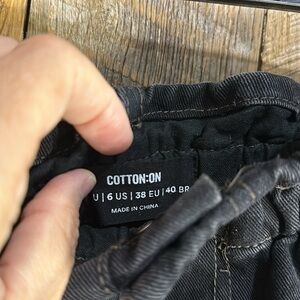 COTTON:ON
U | 6 US | 38 EU | 40 BR
MADE IN CHINA